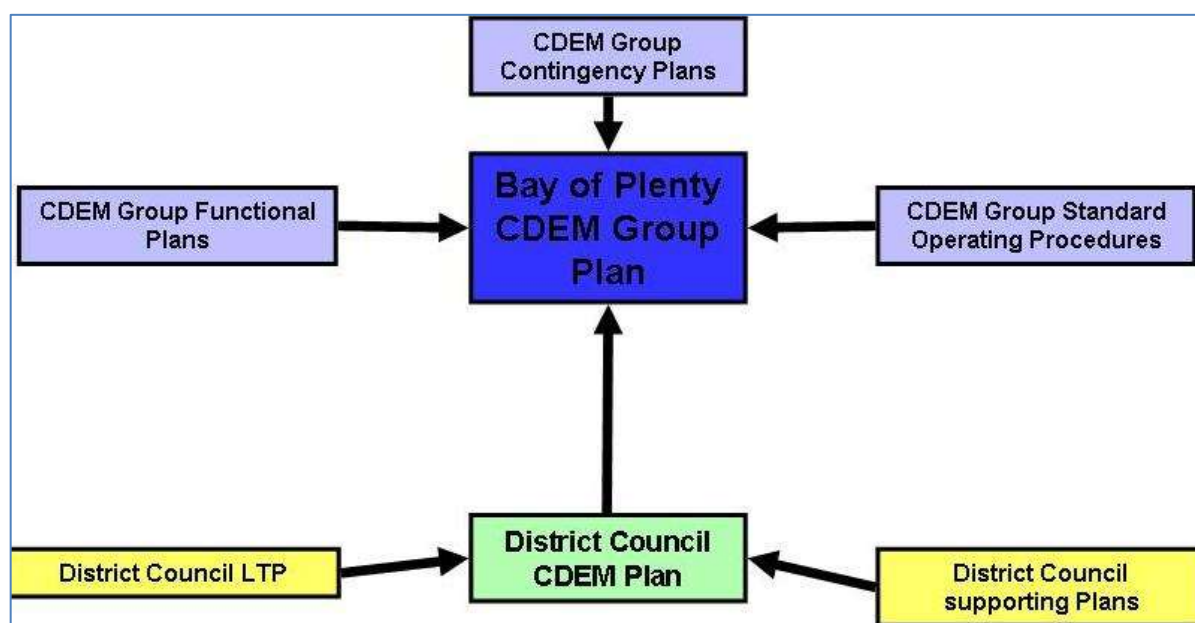 CDEM Group
Contingency Plans
Bay of Plenty
CDEM Group
Plan
CDEM Group Functional
Plans
CDEM Group Standard
Operating Procedures
District Council
CDEM Plan
District Council LTP
District Council
supporting Plans